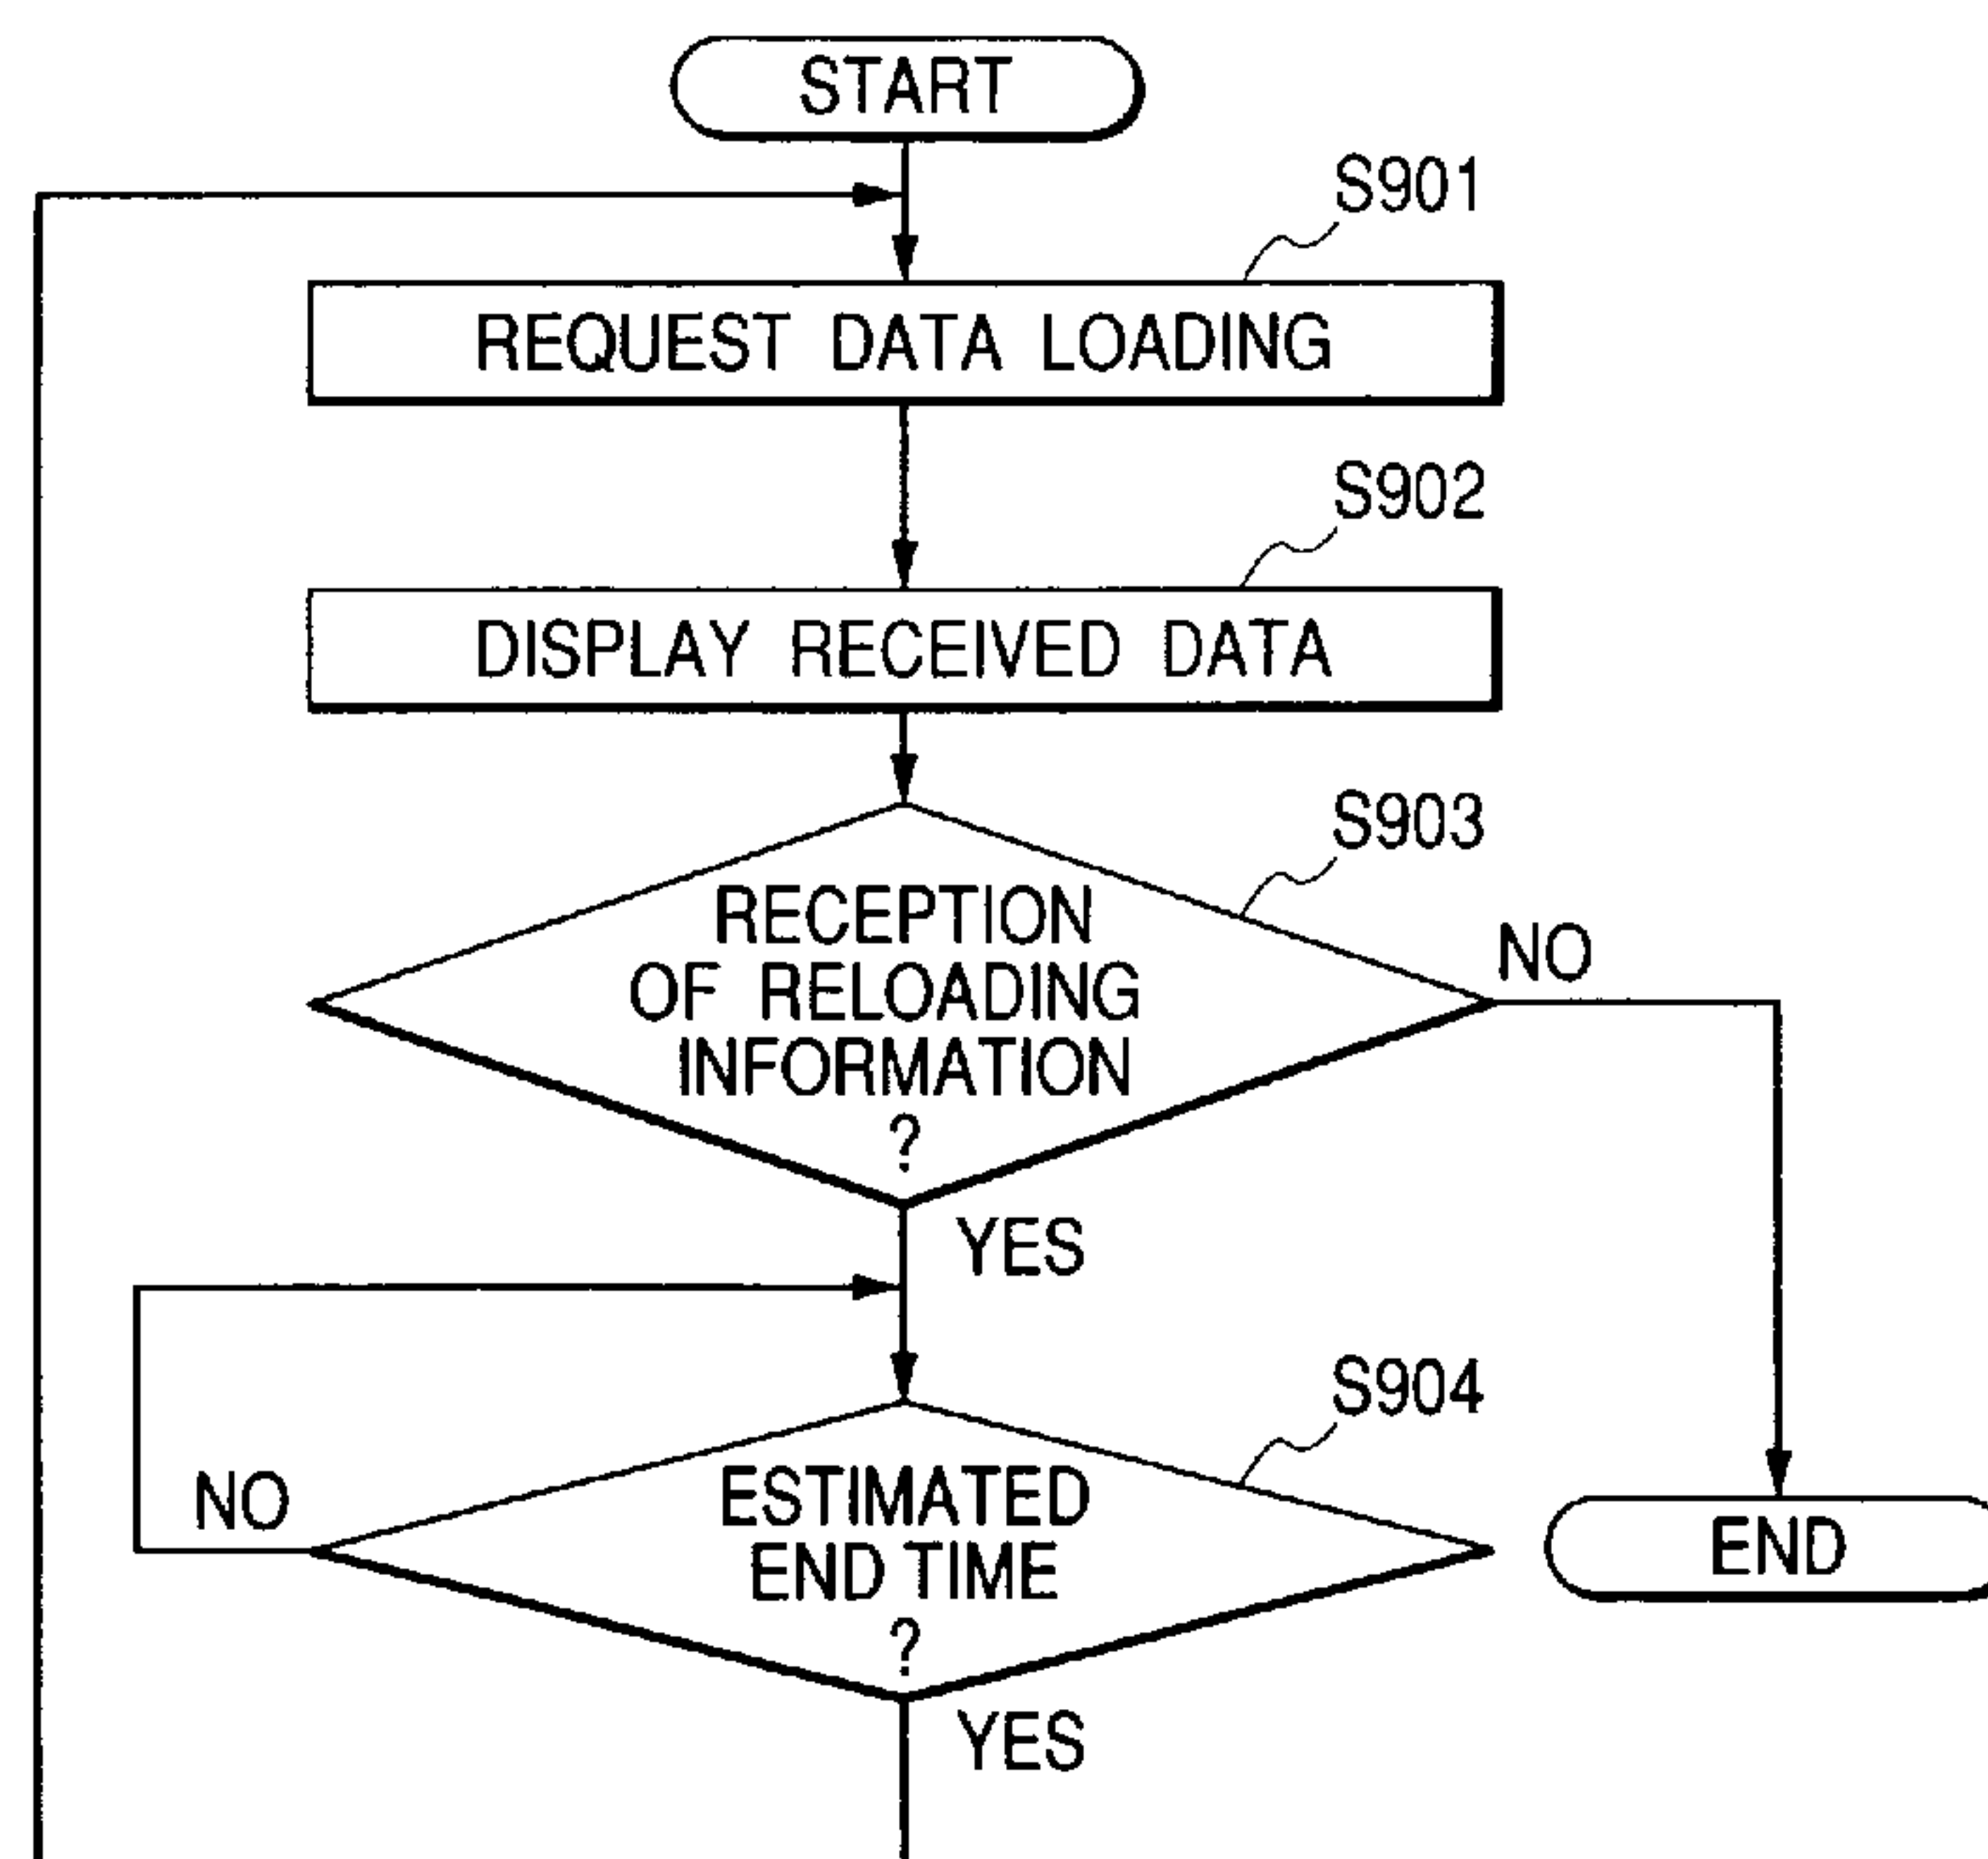 START
S901
REQUEST DATA LOADING
S902
DISPLAY RECEIVED DATA
S903
RECEPTION
OF RELOADING
INFORMATION
?
NO
YES
S904
ESTIMATED
END TIME
?
NO
YES
END